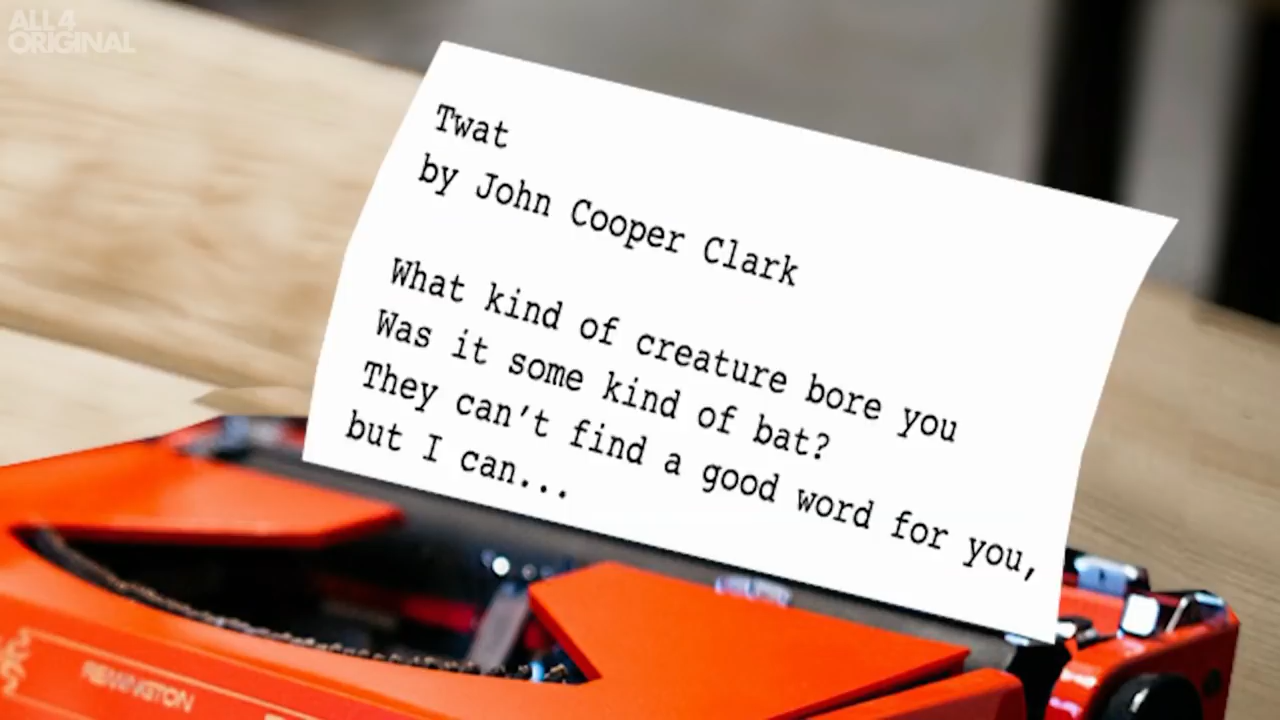 ALL 4
ORIGINAL
Twat
by John Cooper Clark
What kind of creature bore you
Was it some kind of bat?
They can’t find a good word for you,
but I can...
REMINGTON